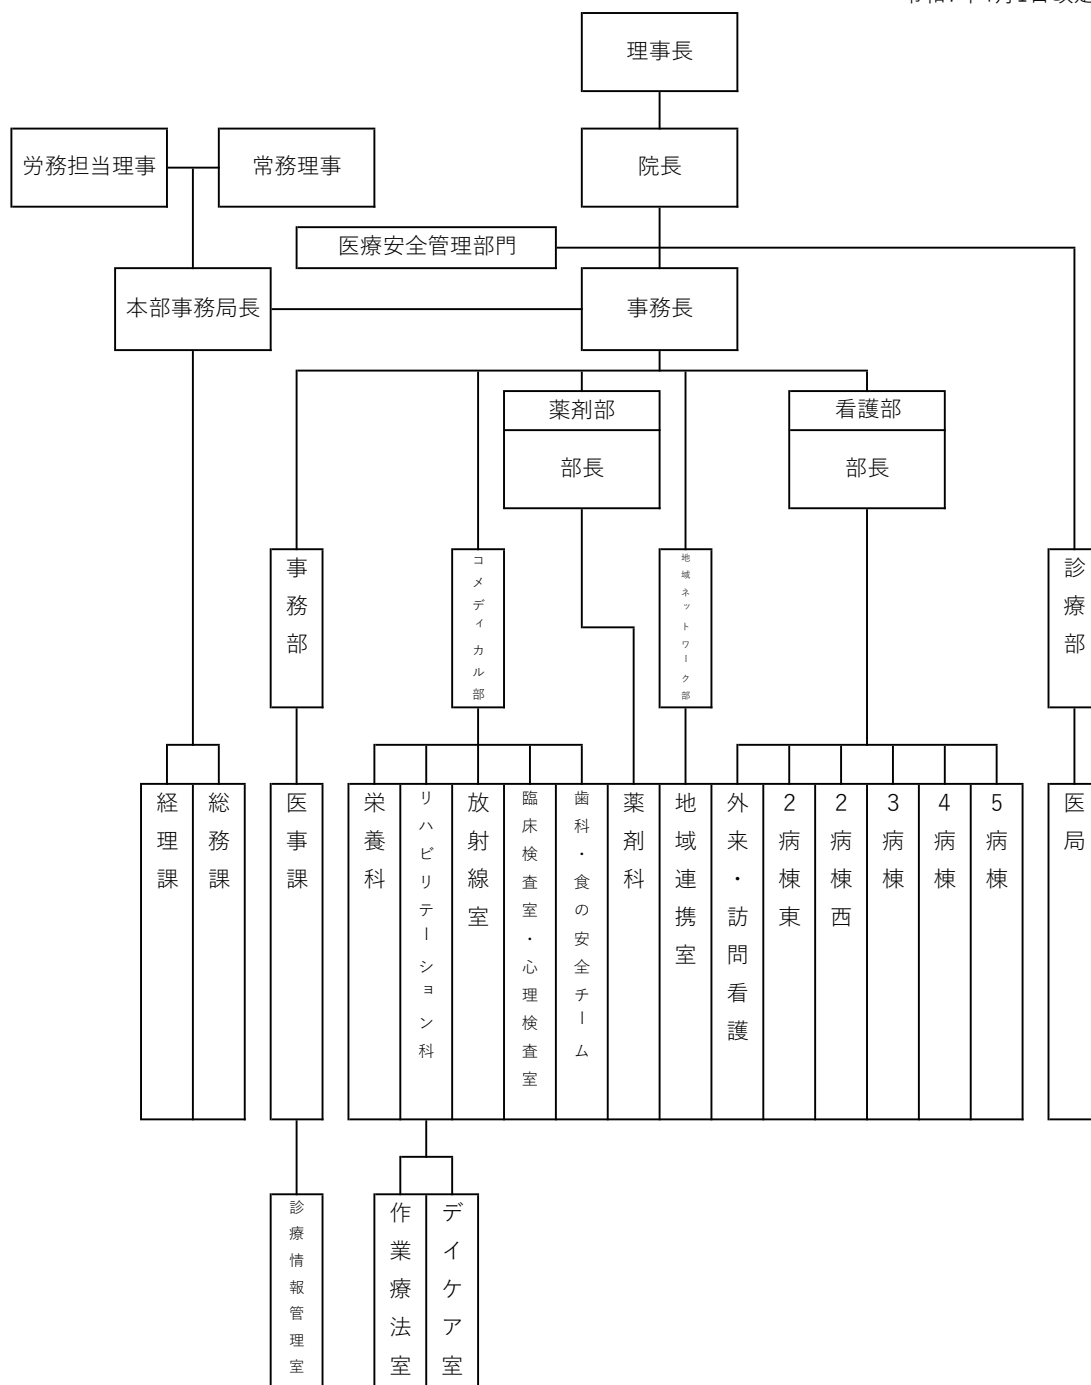 理事長
労務担当理事
常務理事
院長
医療安全管理部門
本部事務局長
事務長
薬剤部
部長
看護部
部長
事務部
コメディカル部
地域ネットワーク部
診療部
経理課
総務課
医事課
栄養科
リハビリテーション科
放射線室
臨床検査室・心理検査室
歯科・食の安全チーム
薬剤科
地域連携室
外来・訪問看護
2病棟東
2病棟西
3病棟
4病棟
5病棟
医局
診療情報管理室
作業療法室
デイケア室